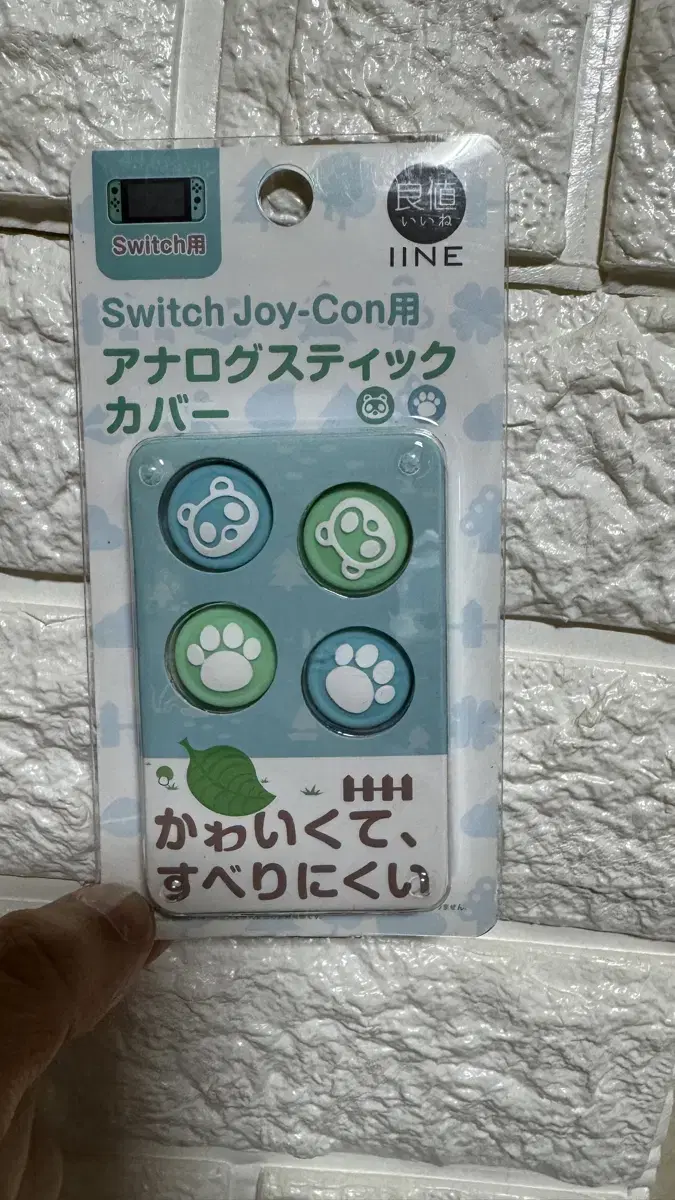 Switch用
良値
いいね
IINE
Switch Joy-Con用
アナログスティック
カバー
かわいくて、
すべりにくい